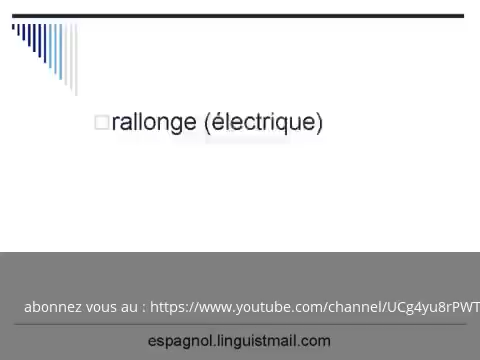 rallonge (électrique)
abonnez vous au : https://www.youtube.com/channel/UCg4yu8rPWT
espagnol.linguistmail.com